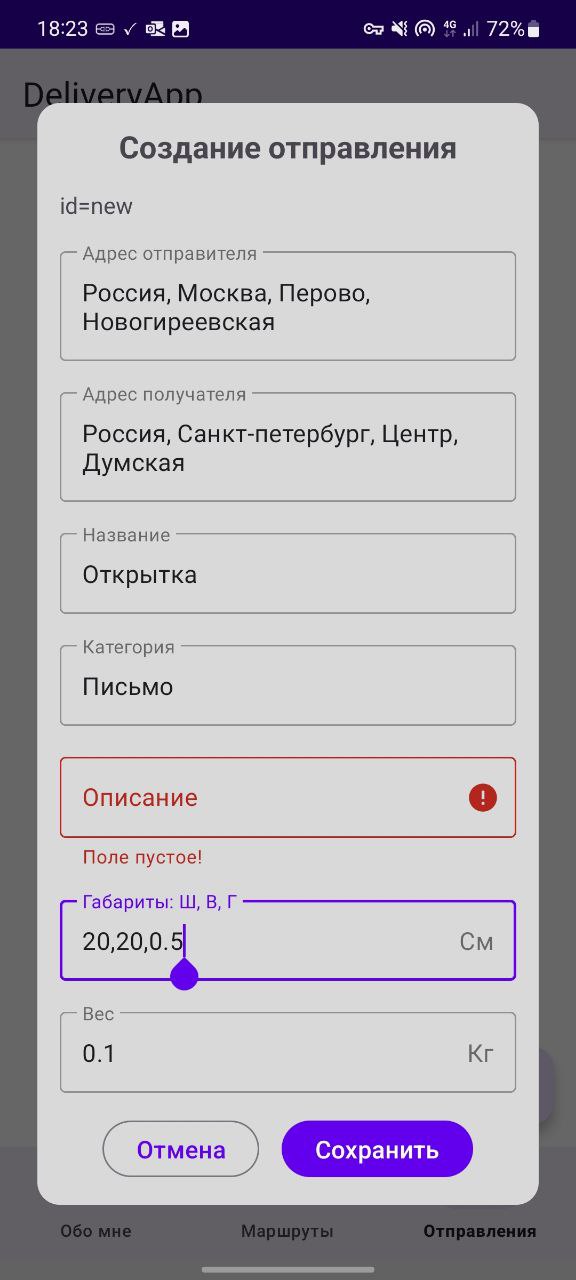 18:23
4G
72%
DeliveryApp
Создание отправления
id=new
Адрес отправителя
Россия, Москва, Перово,
Новогиреевская
Адрес получателя
Россия, Санкт-петербург, Центр,
Думская
Название
Открытка
Категория
Письмо
Описание
Поле пустое!
Габариты: Ш, В, Г
20,20,0.5
См
Вес
0.1
Кг
Отмена
Сохранить
Обо мне
Маршруты
Отправления